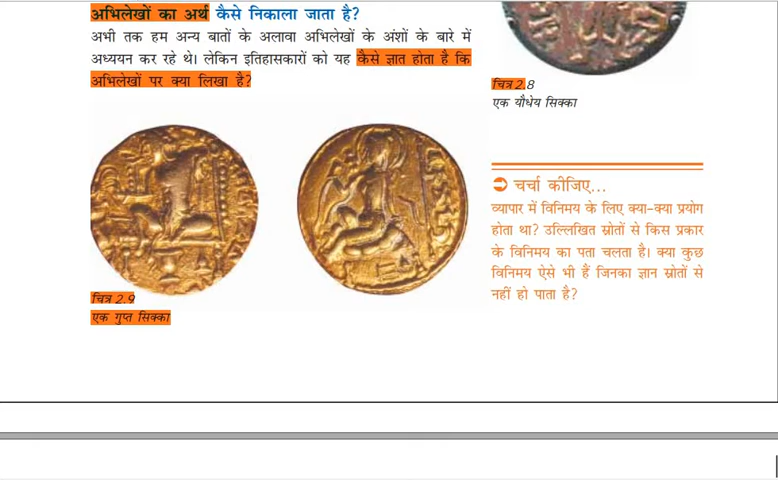 अभिलेखों का अर्थ कैसे निकाला जाता है?
अभी तक हम अन्य बातों के अलावा अभिलेखों के अंशों के बारे में
अध्ययन कर रहे थे। लेकिन इतिहासकारों को यह कैसे ज्ञात होता है कि
अभिलेखों पर क्या लिखा है?
चित्र 2.9
एक गुप्त सिक्का
चित्र 2.8
एक यौधेय सिक्का
चर्चा कीजिए...
व्यापार में विनिमय के लिए क्या-क्या प्रयोग
होता था? उल्लिखित स्रोतों से किस प्रकार
के विनिमय का पता चलता है। क्या कुछ
विनिमय ऐसे भी हैं जिनका ज्ञान स्रोतों से
नहीं हो पाता है?